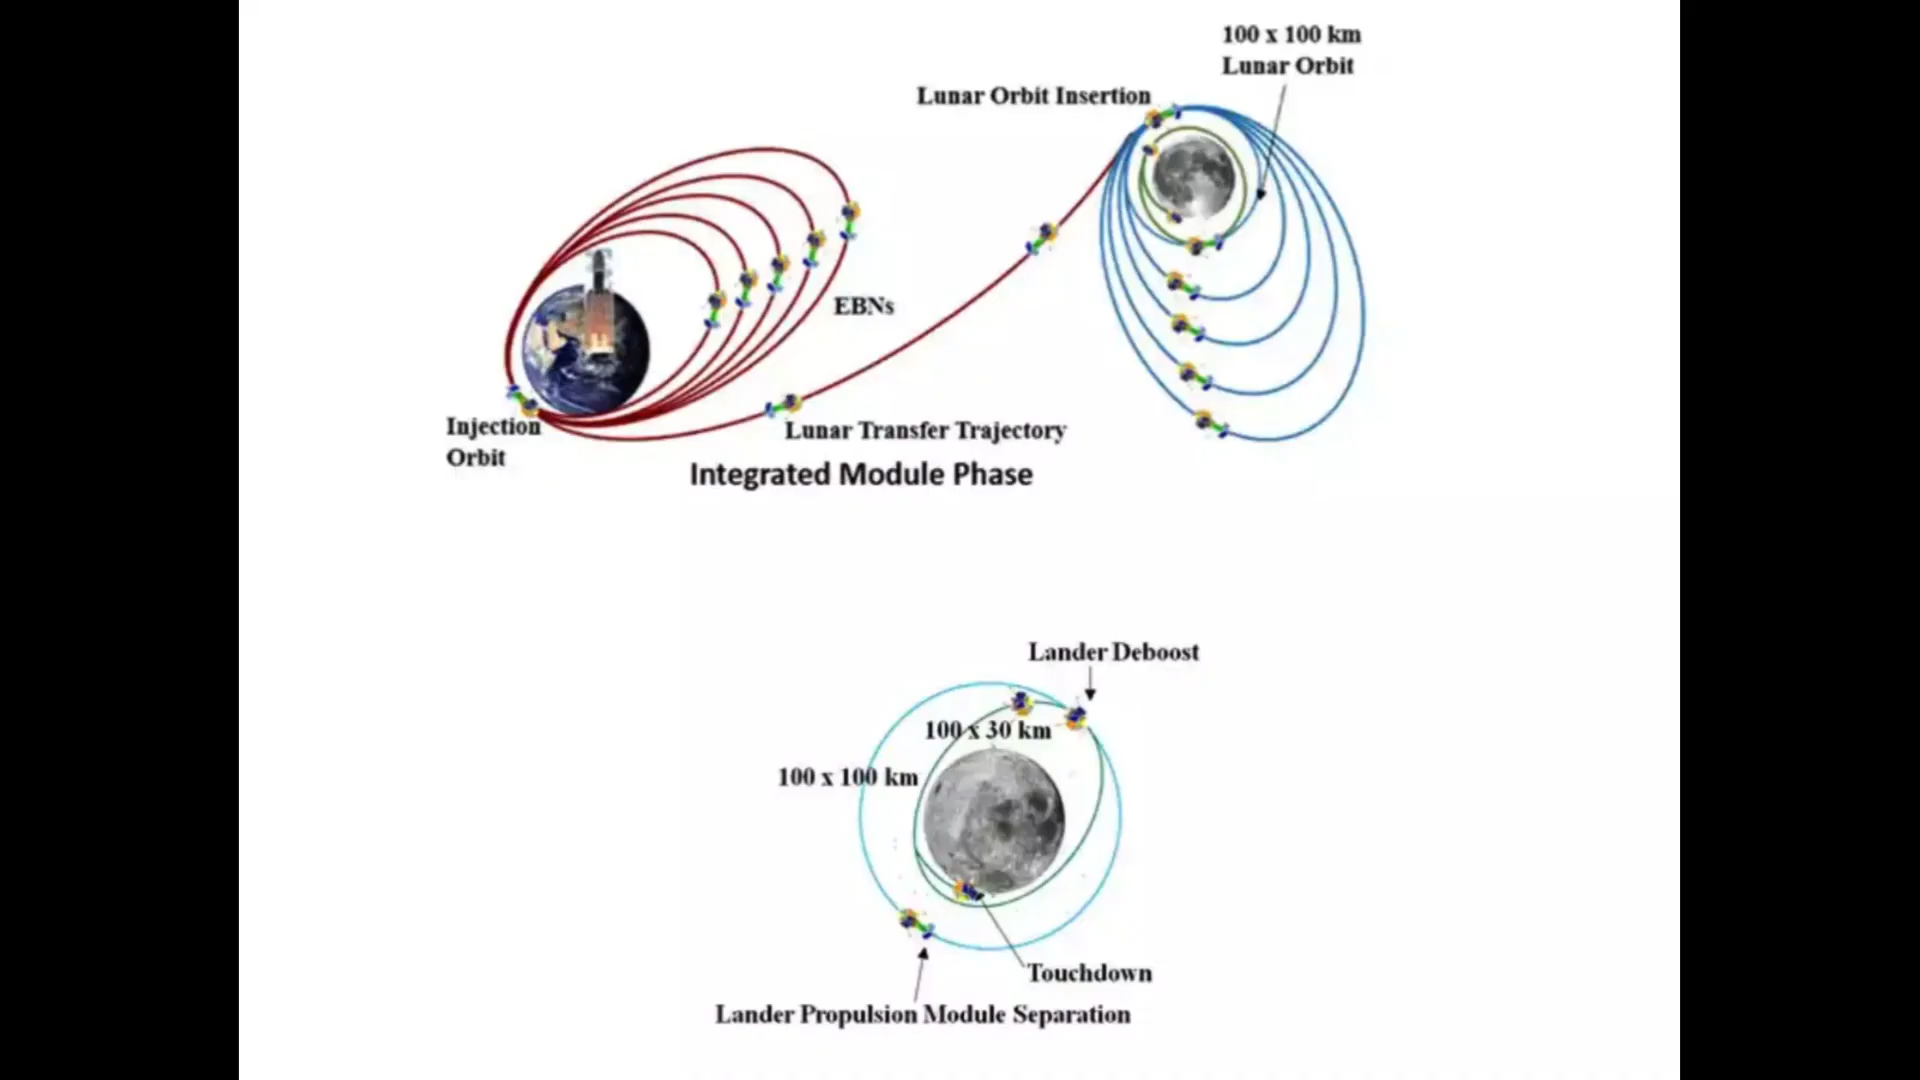 100 x 100 km
Lunar Orbit
Lunar Orbit Insertion
EBNs
Injection
Orbit
Lunar Transfer Trajectory
Integrated Module Phase
Lander Deboost
100 x 30 km
100 x 100 km
Touchdown
Lander Propulsion Module Separation